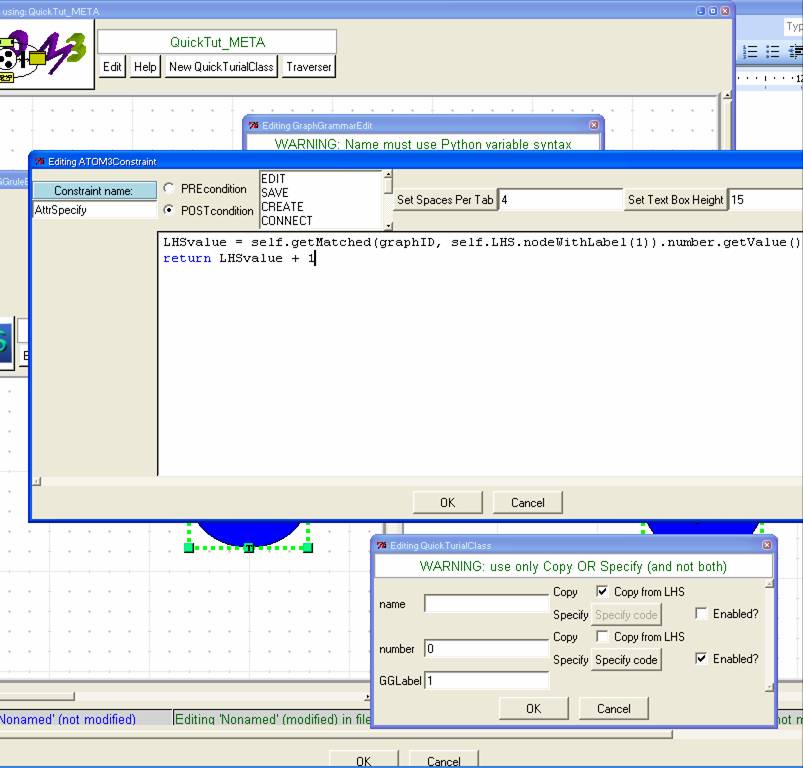 using: QuickTut_META
Typ
QuickTut_META
Edit Help New QuickTurialClass Traverser
Editing GraphGrammarEdit
WARNING: Name must use Python variable syntax
Editing ATOM3Constraint
Constraint name:
AttrSpecify
PREcondition
POSTcondition
EDIT
SAVE
CREATE
CONNECT
Set Spaces Per Tab 4
Set Text Box Height 15
LHSvalue = self.getMatched(graphID, self.LHS.nodeWithLabel(1)).number.getValue()
return LHSvalue + 1
OK Cancel
Editing QuickTurialClass
WARNING: use only Copy OR Specify (and not both)
name
Copy Copy from LHS
Specify Specify code Enabled?
number 0
Copy Copy from LHS
Specify Specify code Enabled?
GGLabel 1
OK Cancel
Nonamed' (not modified)
Editing 'Nonamed' (modified) in file
not m
OK Cancel